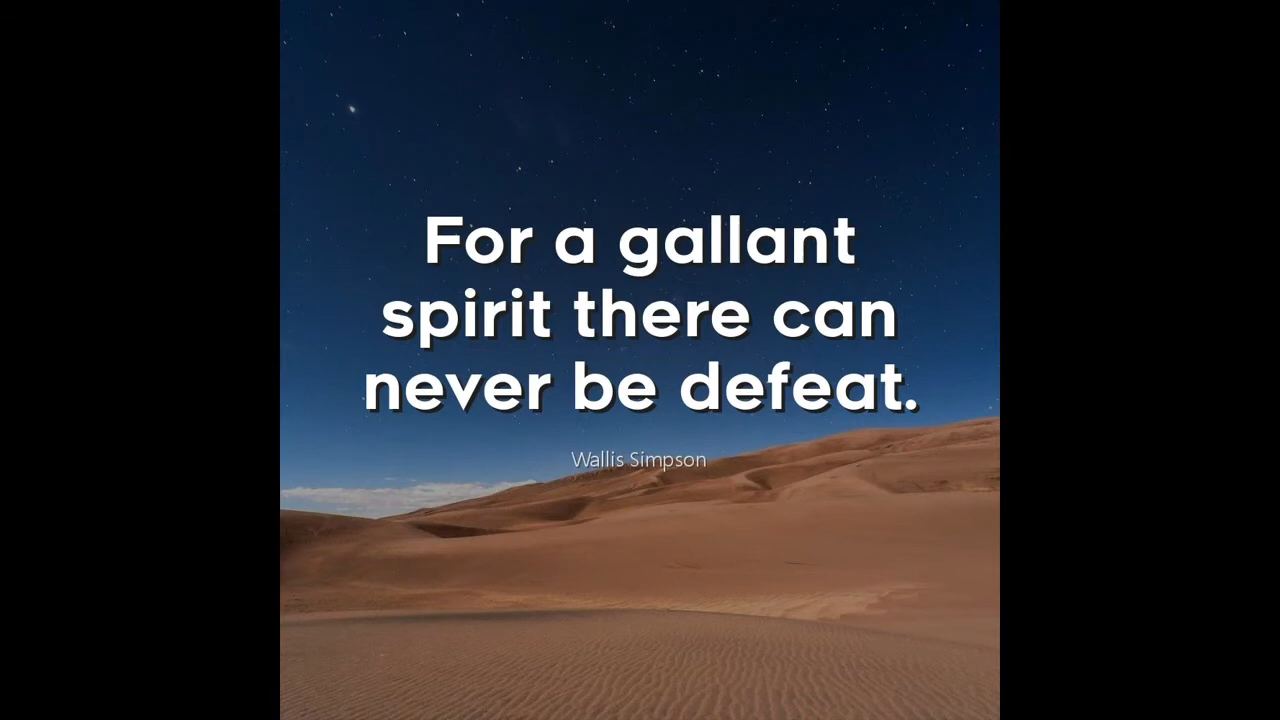 For a gallant
spirit there can
never be defeat.
Wallis Simpson